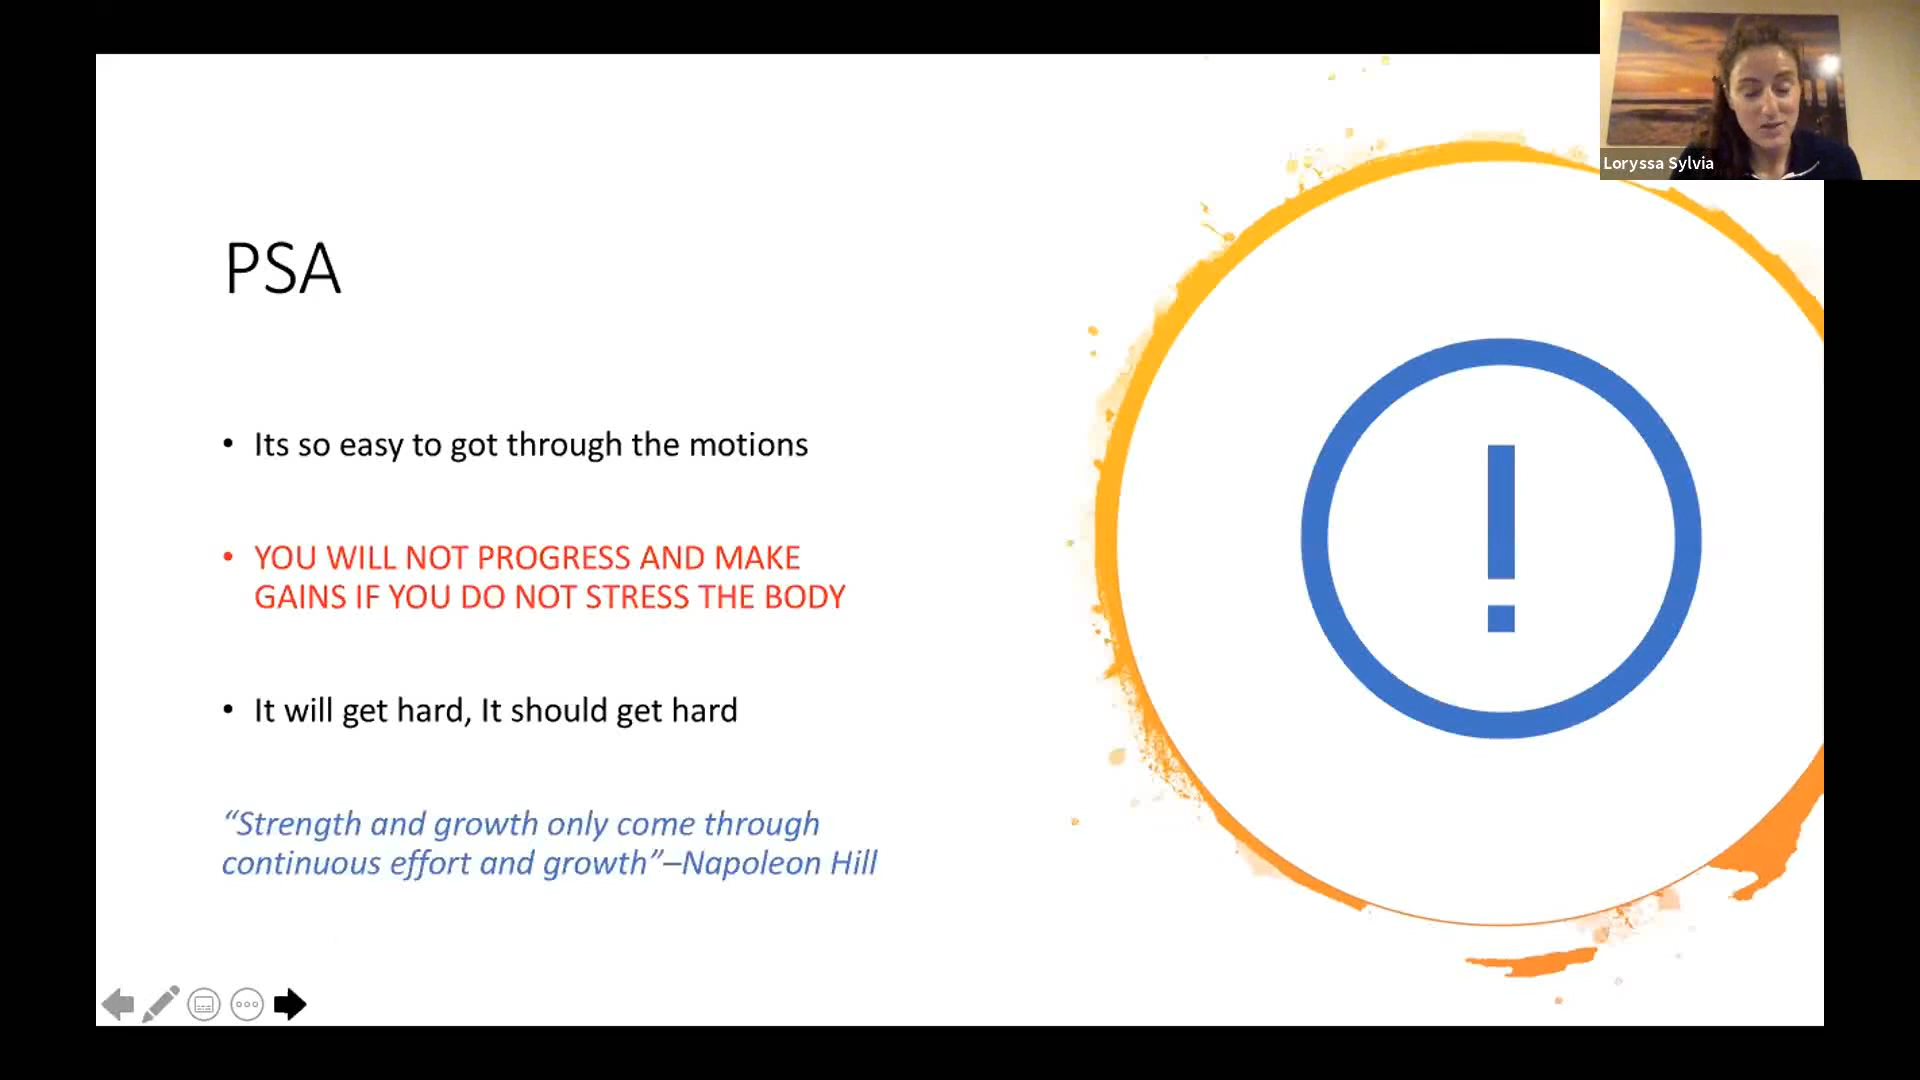 Loryssa Sylvia
PSA
• Its so easy to got through the motions
• YOU WILL NOT PROGRESS AND MAKE
GAINS IF YOU DO NOT STRESS THE BODY
• It will get hard, It should get hard
“Strength and growth only come through
continuous effort and growth”–Napoleon Hill